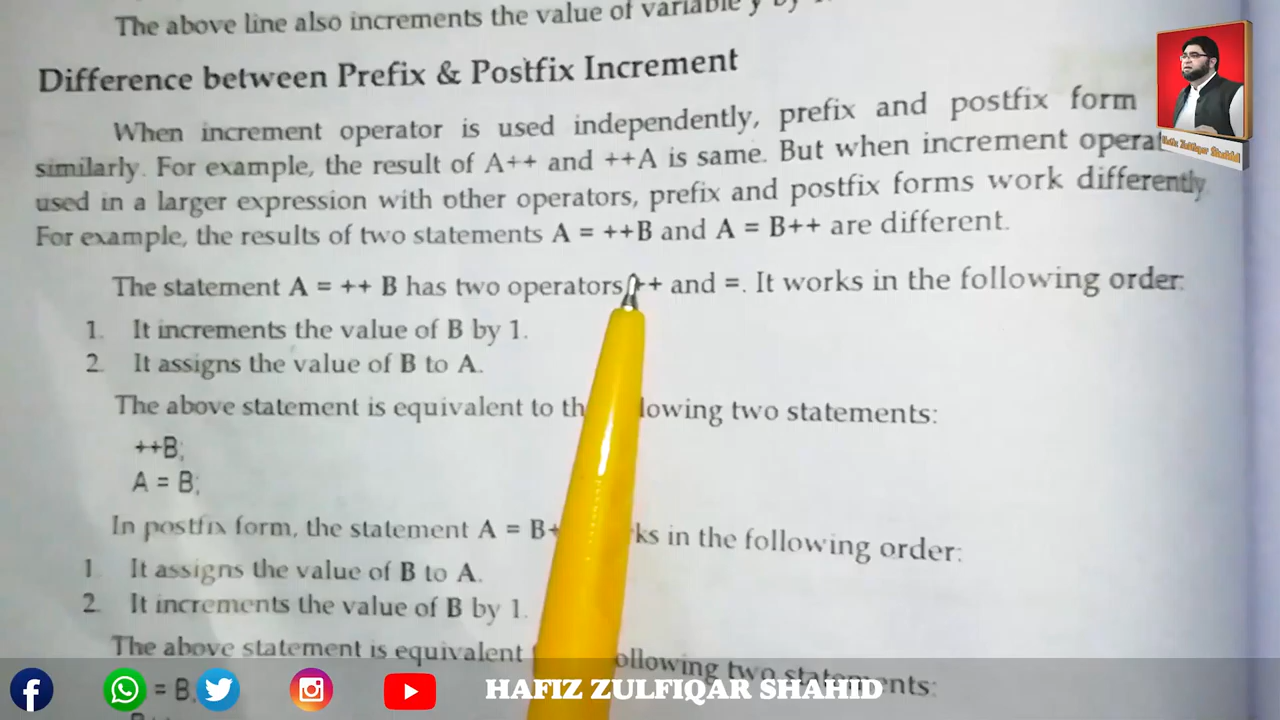 The above line also increments the value of variable y by
Difference between Prefix & Postfix Increment
When increment operator is used independently, prefix and postfix form
similarly. For example, the result of A++ and ++A is same. But when increment
used in a larger expression with other operators, prefix and postfix forms work differently
For example, the results of two statements A = ++B and A = B++ are different.
The statement A = ++ B has two operators ++ and =. It works in the following order:
1. It increments the value of B by 1.
2. It assigns the value of B to A.
The above statement is equivalent to two statements:
++B;
A = B;
In postfix form, the statement A = in the following order:
1. It assigns the value of B to A.
2. It increments the value of B by 1.
The above statement is equivalent two statements:
= B;
Hafiz Zulfiqar Shahid
HAFIZ ZULFIQAR SHAHID